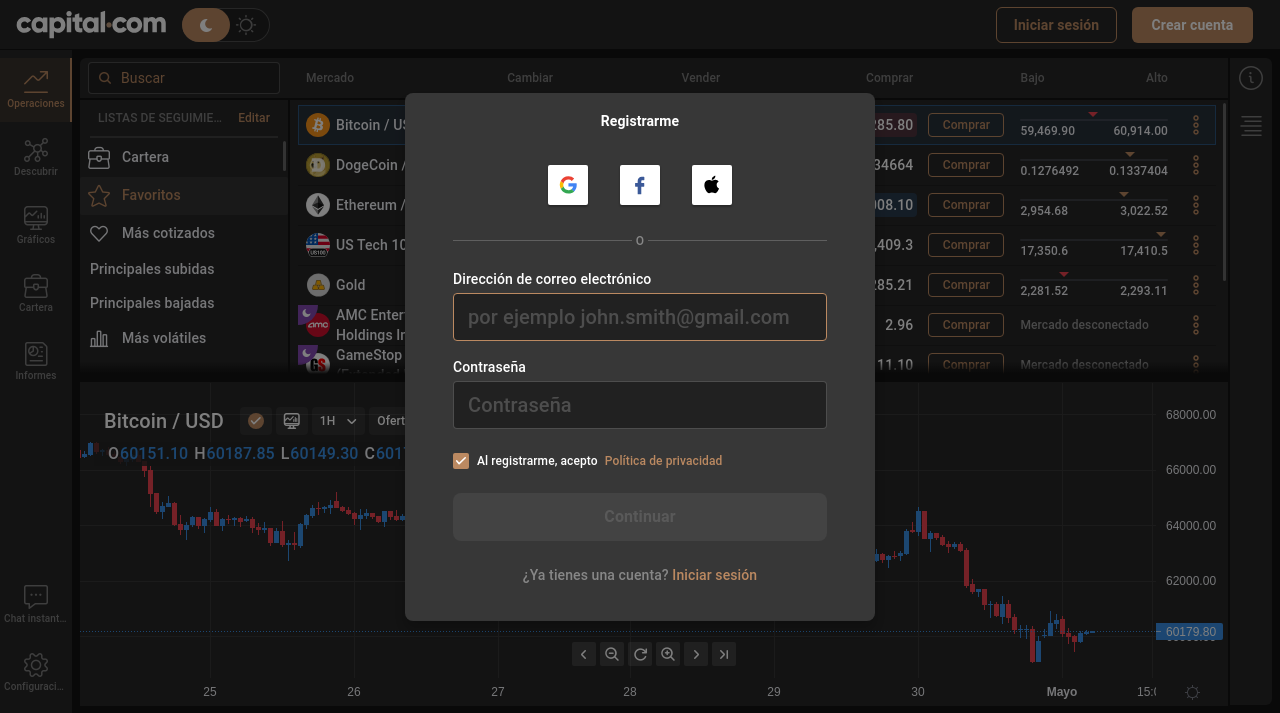 capital.com
Iniciar sesión
Crear cuenta
Operaciones
Descubrir
Gráficos
Cartera
Informes
Chat instant...
Configuraci...
Buscar
LISTAS DE SEGUIMIE...
Editar
Cartera
Favoritos
Más cotizados
Principales subidas
Principales bajadas
Más volátiles
Mercado Cambiar Vender Comprar Bajo Alto
Bitcoin / US 285.80 Comprar 59,469.90 60,914.00
DogeCoin / 34664 Comprar 0.1276492 0.1337404
Ethereum / 008.10 Comprar 2,954.68 3,022.52
US Tech 10 ,409.3 Comprar 17,350.6 17,410.5
Gold 285.21 Comprar 2,281.52 2,293.11
AMC Enter
Holdings In 2.96 Comprar Mercado desconectado
GameStop 11.10 Comprar Mercado desconectado
Registrarme
O
Dirección de correo electrónico
por ejemplo john.smith@gmail.com
Contraseña
Contraseña
Al registrarme, acepto Política de privacidad
Continuar
¿Ya tienes una cuenta? Iniciar sesión
Bitcoin / USD 1H Ofert
O60151.10 H60187.85 L60149.30 C601
68000.00
66000.00
64000.00
62000.00
60179.80
25 26 27 28 29 30 Mayo 15:0